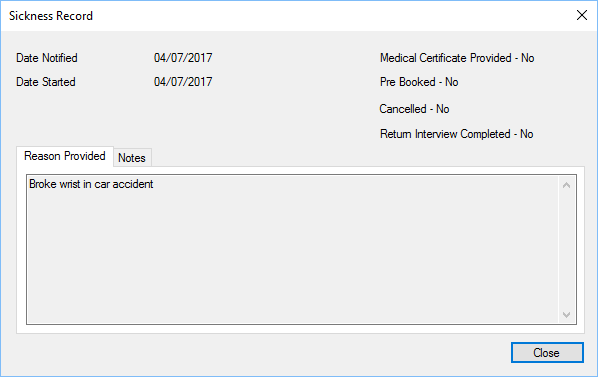 Sickness Record
Date Notified 04/07/2017 Medical Certificate Provided - No
Date Started 04/07/2017 Pre Booked - No
Cancelled - No
Return Interview Completed - No
Reason Provided Notes
Broke wrist in car accident
Close